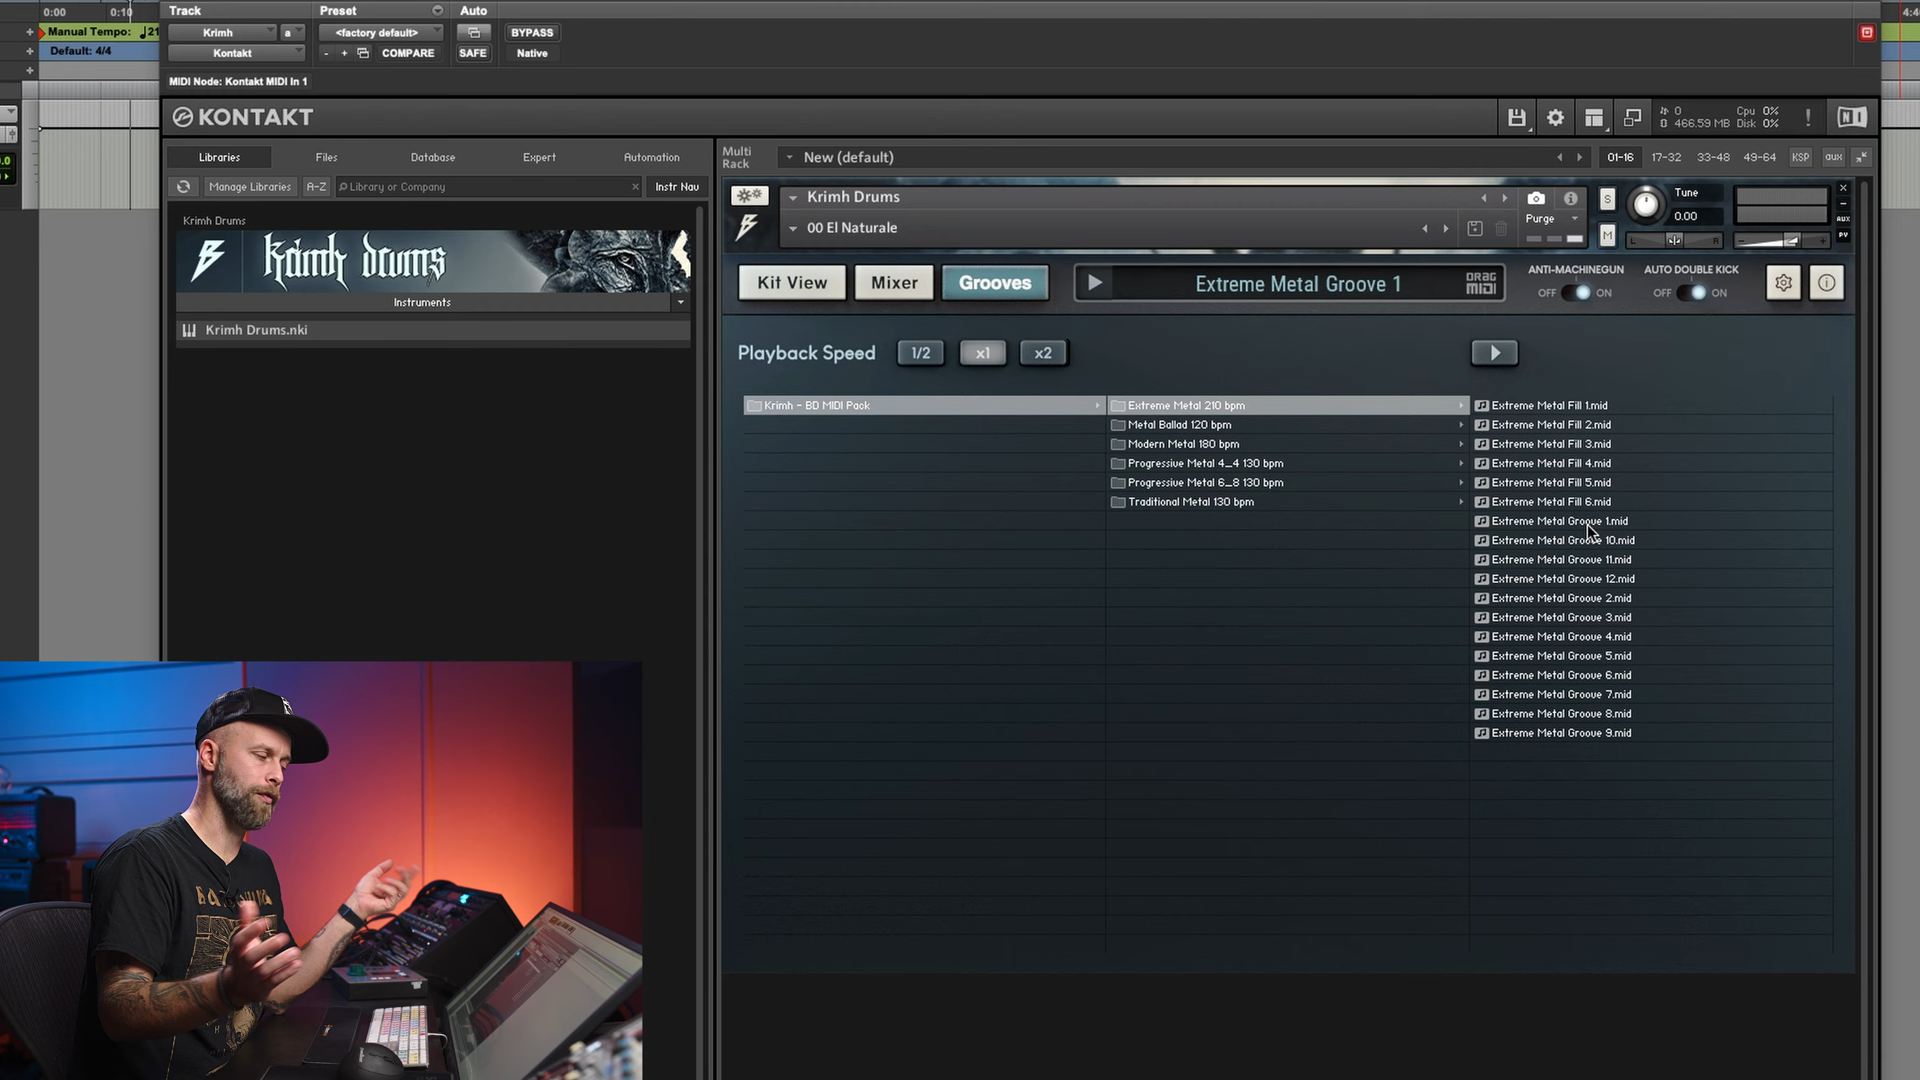 0:00
0:10
Track
Preset
Auto
4:4
Manual Tempo: ♩21
Krimh
a
<factory default>
BYPASS
Default: 4/4
Kontakt
-
+
COMPARE
SAFE
Native
MIDI Node: Kontakt MIDI In 1
KONTAKT
0
466.59 MB
Cpu 0%
Disk 0%
!
NI
Libraries
Files
Database
Expert
Automation
Multi
Rack
New (default)
01-16
17-32
33-48
49-64
KSP
aux
0.0
Manage Libraries
A-Z
Library or Company
×
Instr Nav
Krimh Drums
Krimh Drums
Purge
S
M
Tune
0.00
L
R
AUX
PV
00 El Naturale
krimh drums
Instruments
Krimh Drums.nki
Kit View
Mixer
Grooves
Extreme Metal Groove 1
DRAG
MIDI
ANTI-MACHINEGUN
OFF
ON
AUTO DOUBLE KICK
OFF
ON
Playback Speed
1/2
x1
x2
Krimh - BD MIDI Pack
Extreme Metal 210 bpm
Metal Ballad 120 bpm
Modern Metal 180 bpm
Progressive Metal 4_4 130 bpm
Progressive Metal 6_8 130 bpm
Traditional Metal 130 bpm
Extreme Metal Fill 1.mid
Extreme Metal Fill 2.mid
Extreme Metal Fill 3.mid
Extreme Metal Fill 4.mid
Extreme Metal Fill 5.mid
Extreme Metal Fill 6.mid
Extreme Metal Groove 1.mid
Extreme Metal Groove 10.mid
Extreme Metal Groove 11.mid
Extreme Metal Groove 12.mid
Extreme Metal Groove 2.mid
Extreme Metal Groove 3.mid
Extreme Metal Groove 4.mid
Extreme Metal Groove 5.mid
Extreme Metal Groove 6.mid
Extreme Metal Groove 7.mid
Extreme Metal Groove 8.mid
Extreme Metal Groove 9.mid